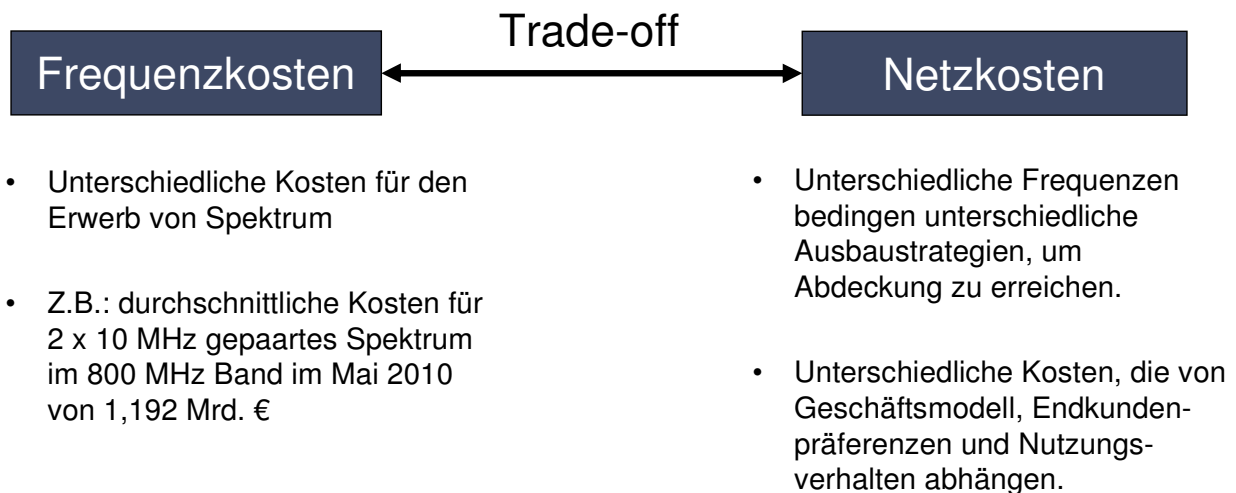 Trade-off
Frequenzkosten
Netzkosten
• Unterschiedliche Kosten für den
Erwerb von Spektrum
• Z.B.: durchschnittliche Kosten für
2 x 10 MHz gepaartes Spektrum
im 800 MHz Band im Mai 2010
von 1,192 Mrd. €
• Unterschiedliche Frequenzen
bedingen unterschiedliche
Ausbaustrategien, um
Abdeckung zu erreichen.
• Unterschiedliche Kosten, die von
Geschäftsmodell, Endkunden-
präferenzen und Nutzungs-
verhalten abhängen.